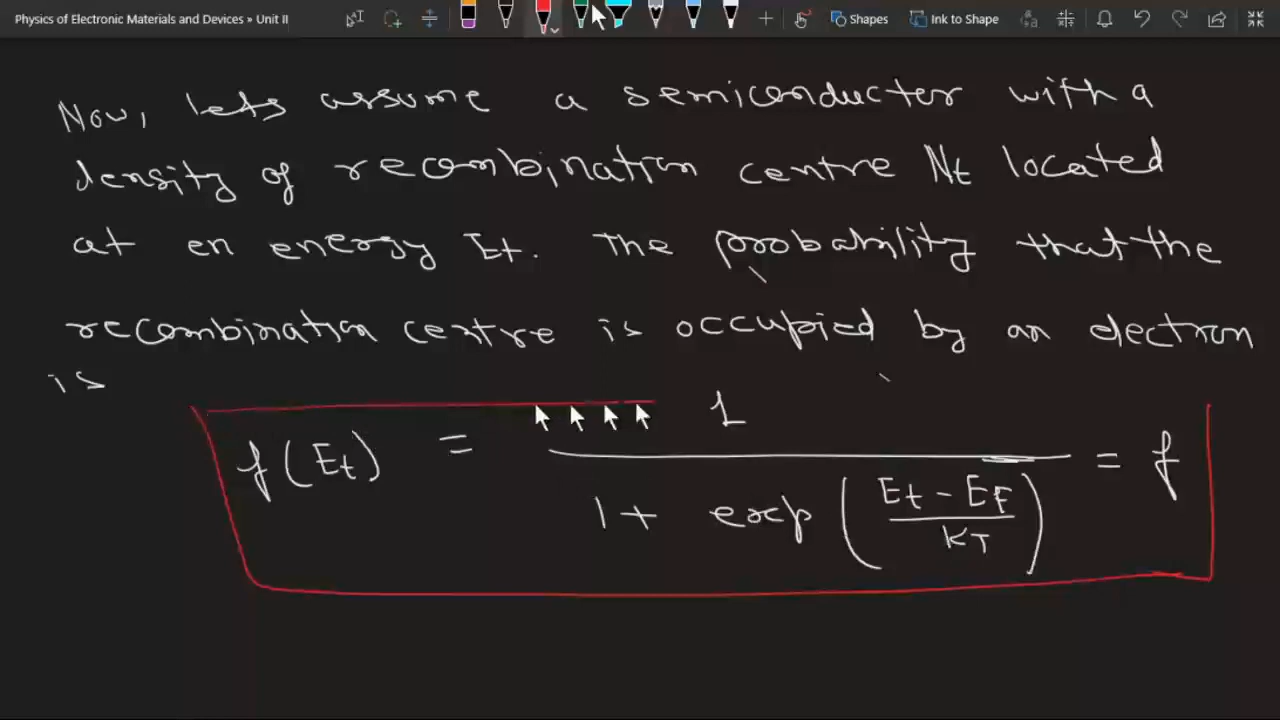 Physics of Electronic Materials and Devices » Unit II
Shapes
Ink to Shape
Now, lets assume a semiconductor with a
density of recombination centre Nt located
at en energy Et. The probability that the
recombination centre is occupied by an electron
is
f(Et) = 1 / 1 + exp (Et - EF / KT) = f